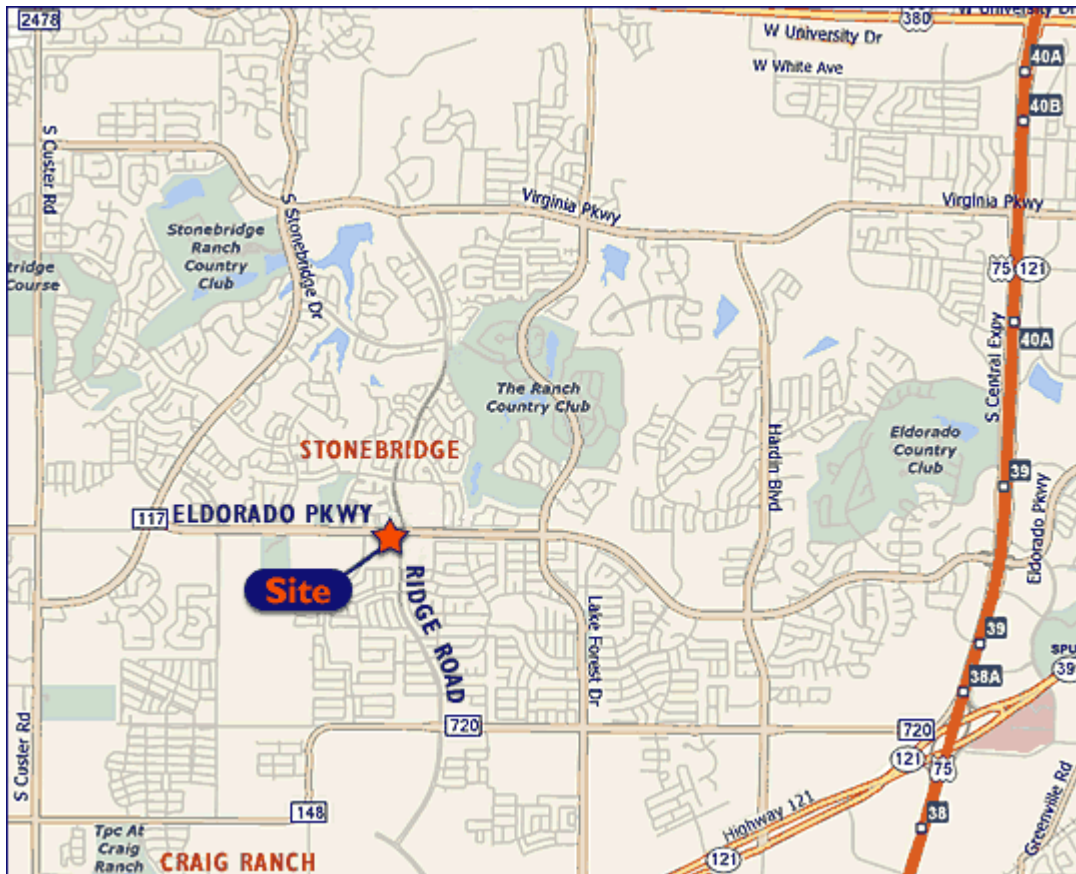 2478
380
W University Dr
W University Dr
W White Ave
40A
40B
S Custer Rd
S Stonebridge Dr
Virginia Pkwy
Virginia Pkwy
Stonebridge
Ranch
Country
Club
tridge
Course
75
121
40A
S Central Expy
The Ranch
Country Club
Hardin Blvd
Eldorado
Country
Club
STONEBRIDGE
39
117
ELDORADO PKWY
Eldorado Pkwy
Site
RIDGE ROAD
Lake Forest Dr
39
SPU
399
38A
S Custer Rd
720
720
121
75
148
Highway 121
38
Greenville Rd
Tpc At
Craig
Ranch
CRAIG RANCH
121